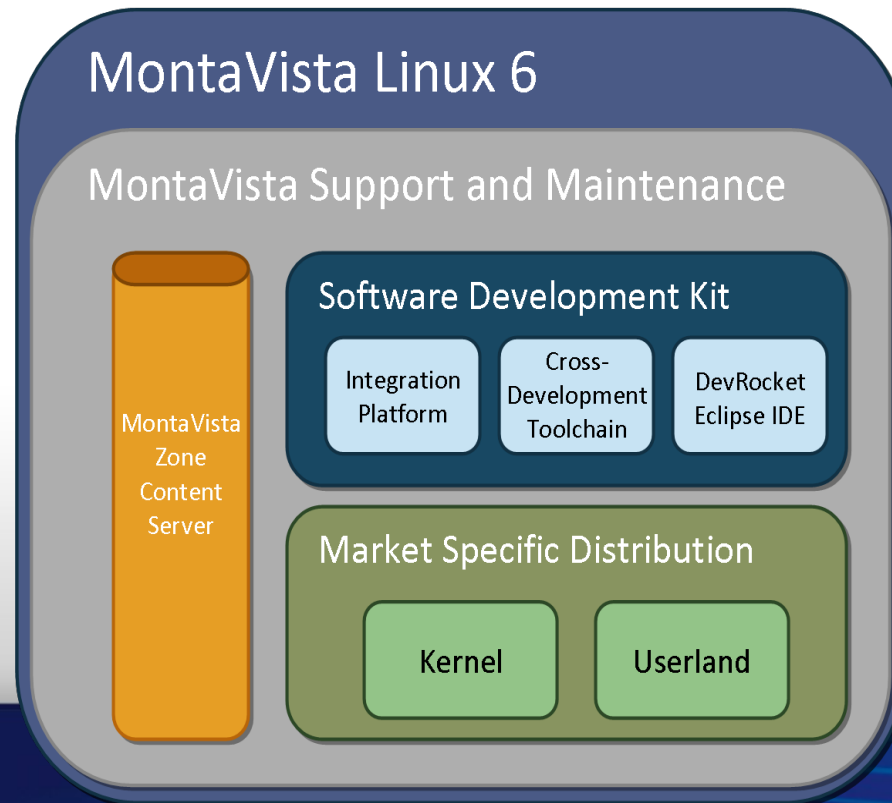 MontaVista Linux 6
MontaVista Support and Maintenance
MontaVista
Zone
Content
Server
Software Development Kit
Integration
Platform
Cross-
Development
Toolchain
DevRocket
Eclipse IDE
Market Specific Distribution
Kernel
Userland